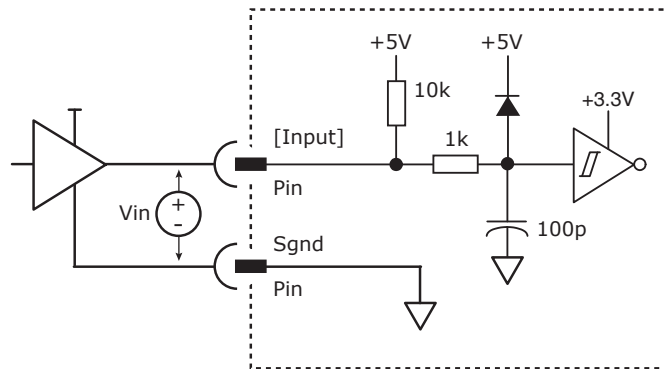 +5V
+5V
10k
+3.3V
[Input]
1k
Pin
Vin
+
-
100p
Sgnd
Pin